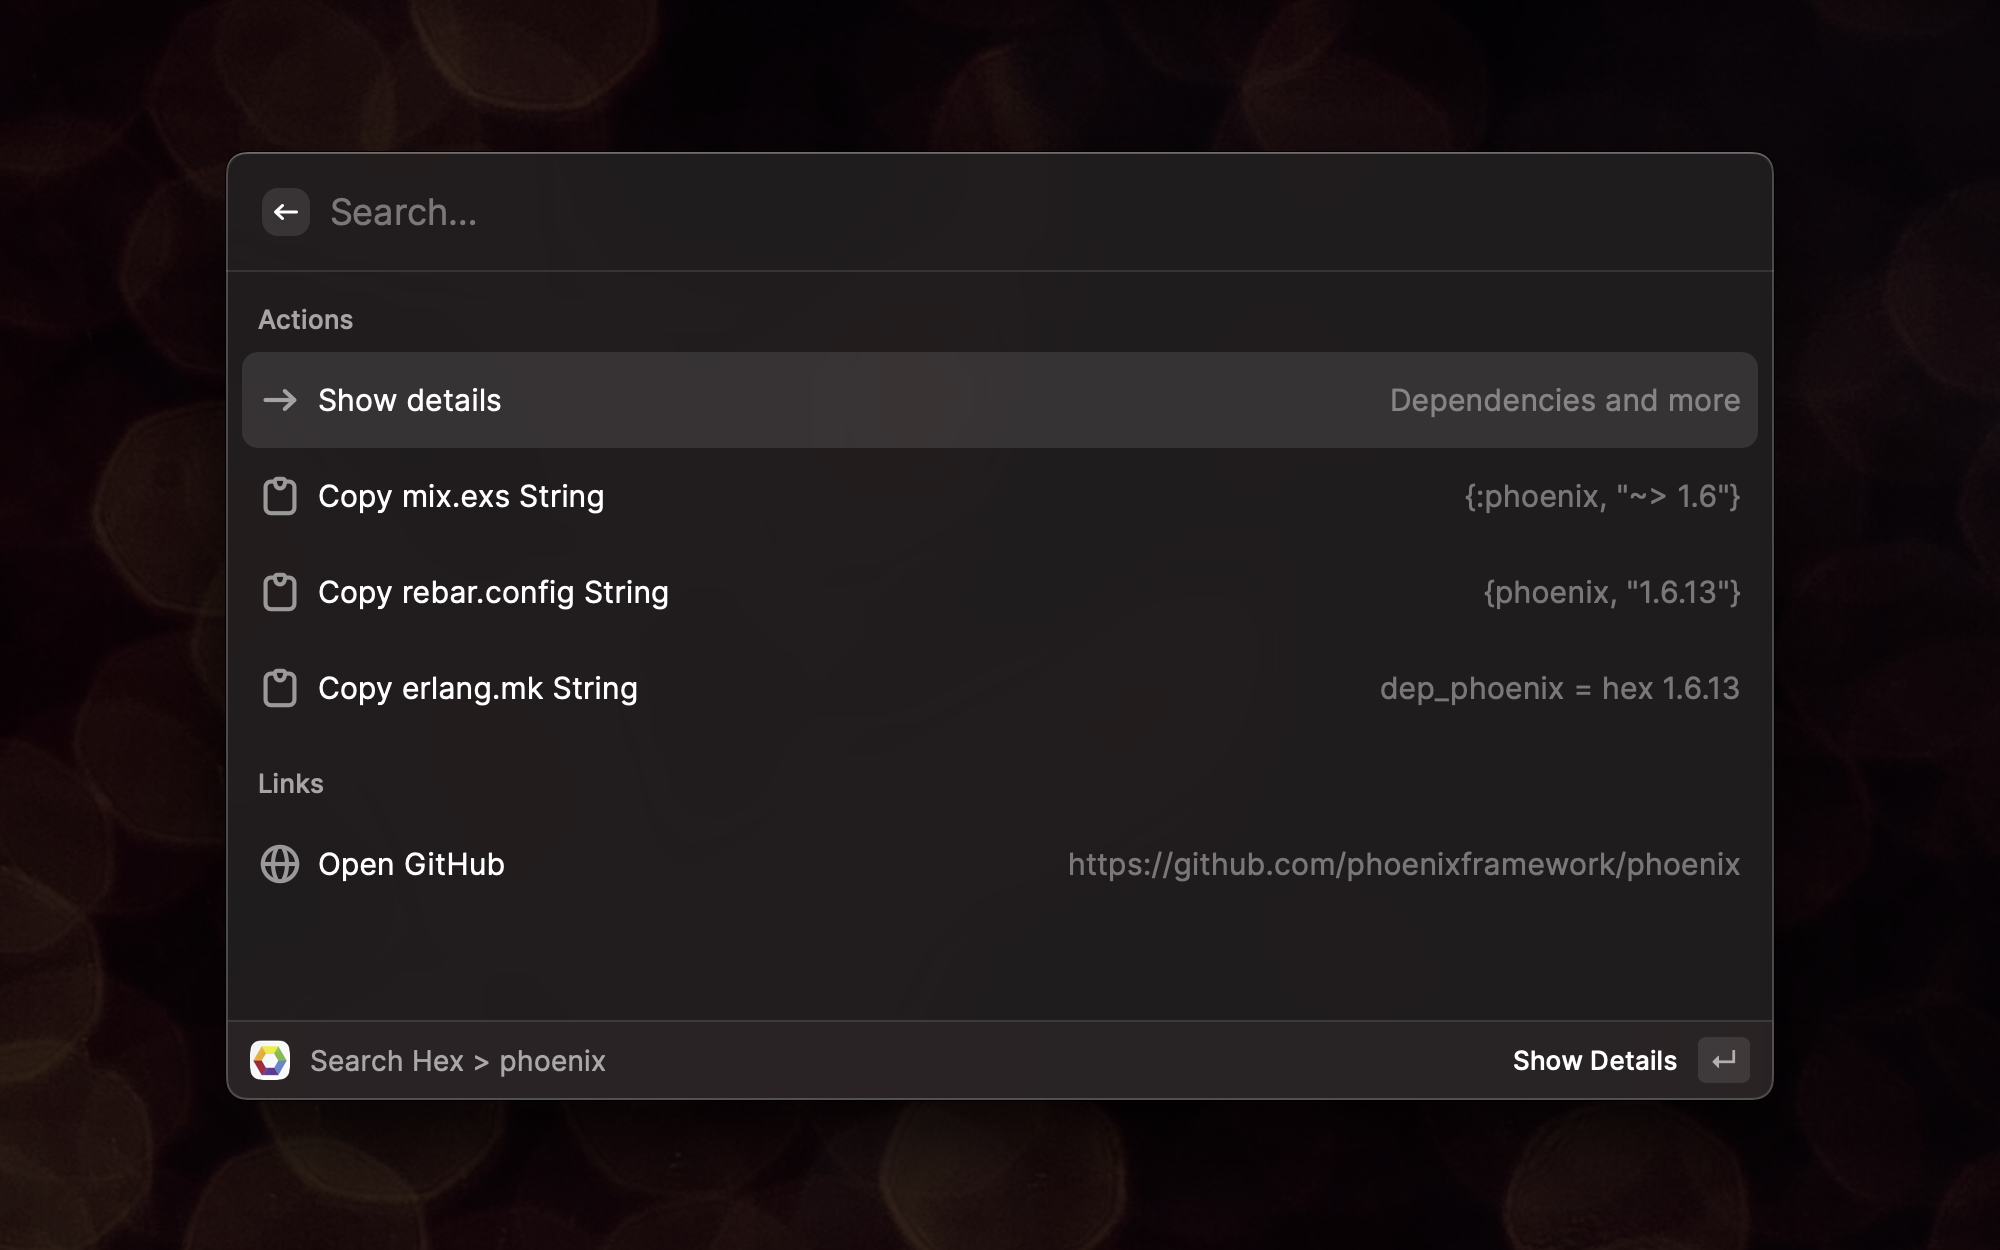 Search...
Actions
Show details Dependencies and more
Copy mix.exs String {:phoenix, "~> 1.6"}
Copy rebar.config String {phoenix, "1.6.13"}
Copy erlang.mk String dep_phoenix = hex 1.6.13
Links
Open GitHub https://github.com/phoenixframework/phoenix
Search Hex > phoenix Show Details